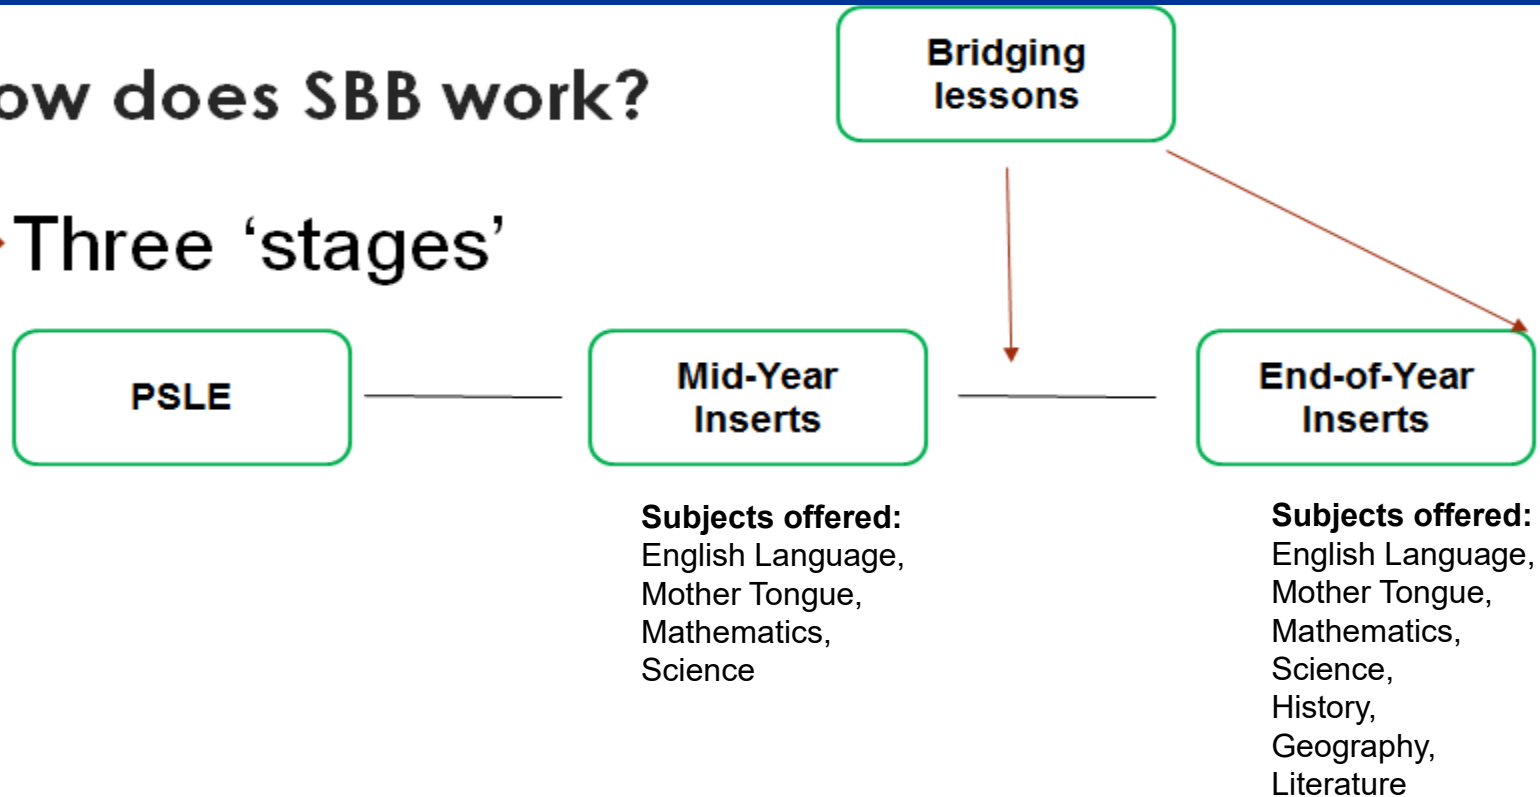 ow does SBB work?
Bridging
lessons
Three ‘stages’
PSLE
Mid-Year
Inserts
End-of-Year
Inserts
Subjects offered:
English Language,
Mother Tongue,
Mathematics,
Science
Subjects offered:
English Language,
Mother Tongue,
Mathematics,
Science,
History,
Geography,
Literature